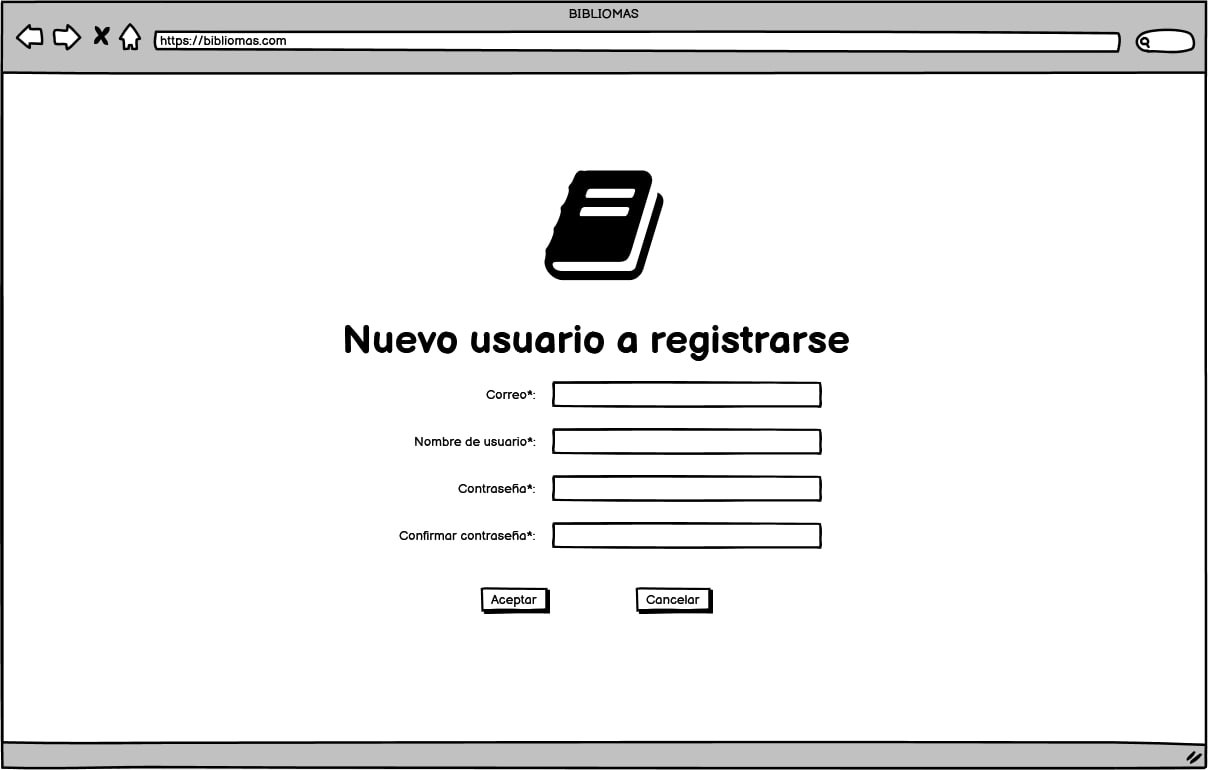 BIBLIOMAS
https://bibliomas.com
Nuevo usuario a registrarse
Correo*:
Nombre de usuario*:
Contraseña*:
Confirmar contraseña*:
Aceptar
Cancelar